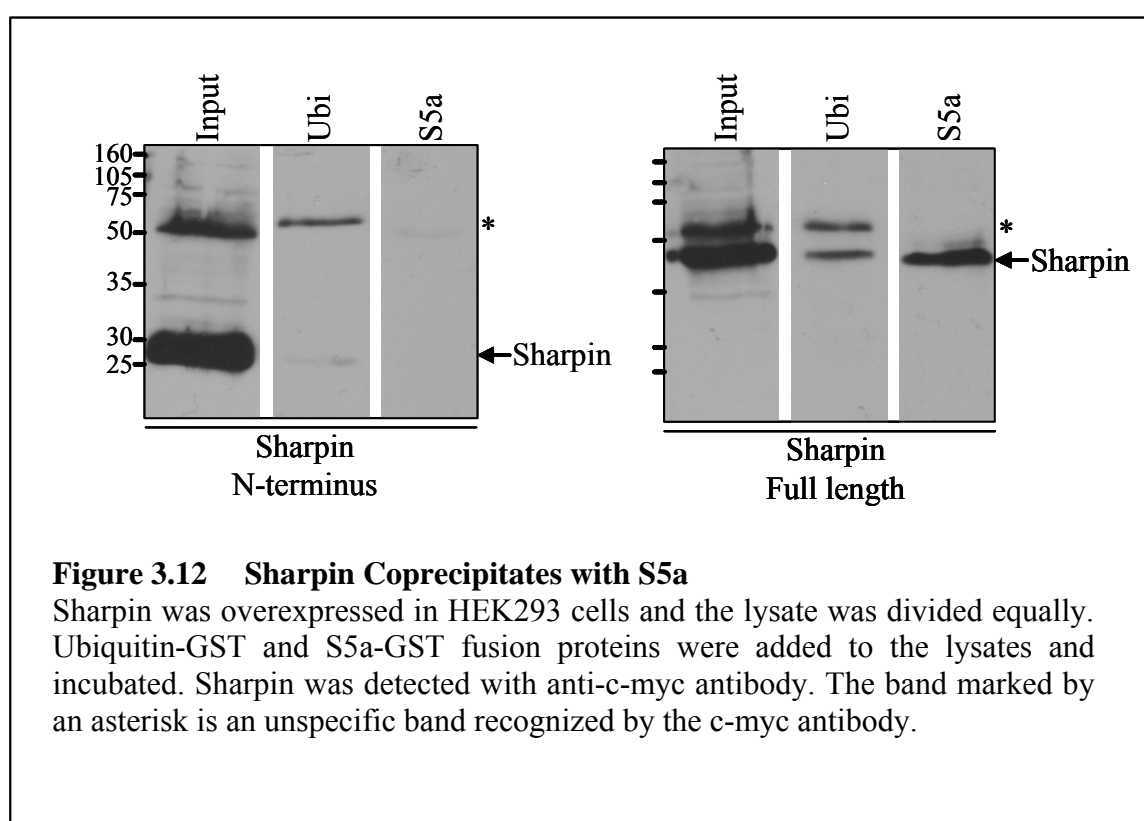 Input Ubi S5a
160
105
75
50
35
30
25
*
Sharpin
Sharpin
N-terminus
Input Ubi S5a
*
Sharpin
Sharpin
Full length
Figure 3.12 Sharpin Coprecipitates with S5a
Sharpin was overexpressed in HEK293 cells and the lysate was divided equally.
Ubiquitin-GST and S5a-GST fusion proteins were added to the lysates and
incubated. Sharpin was detected with anti-c-myc antibody. The band marked by
an asterisk is an unspecific band recognized by the c-myc antibody.